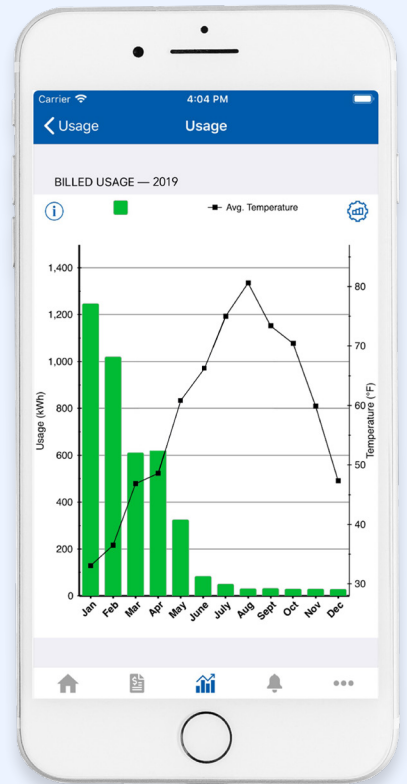 Carrier 4:04 PM
Usage Usage
BILLED USAGE — 2019
i Avg. Temperature
1,400
1,200
1,000
800
600
400
200
0
Usage (kWh)
80
70
60
50
40
30
Temperature (°F)
Jan Feb Mar Apr May June July Aug Sept Oct Nov Dec